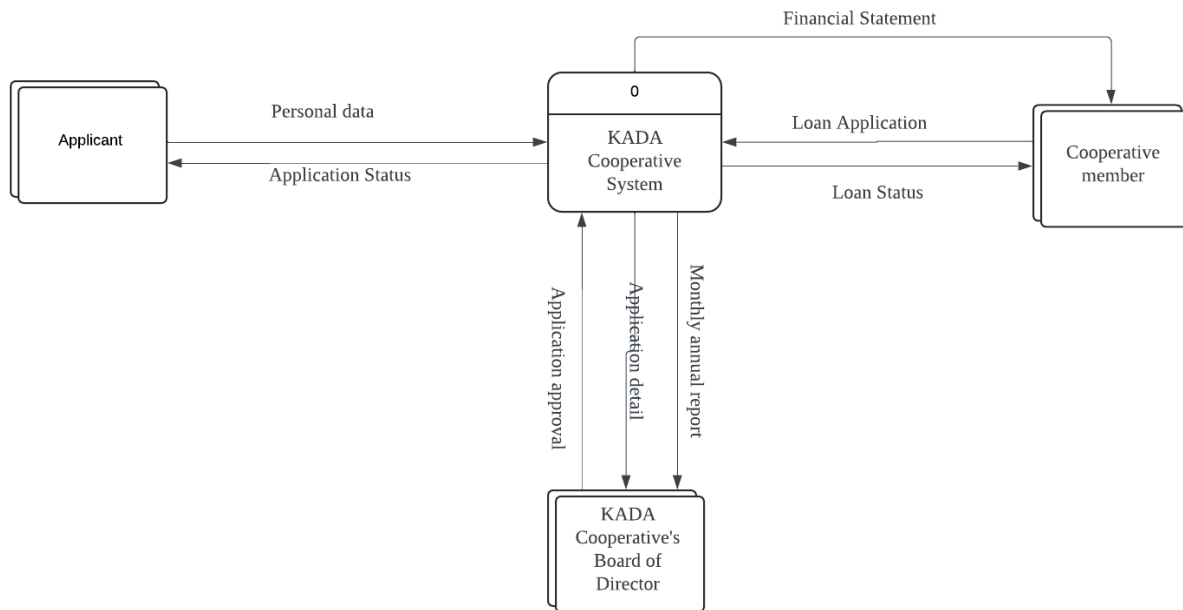 Financial Statement
0
Personal data
Applicant
KADA
Cooperative
System
Loan Application
Cooperative
member
Application Status
Loan Status
Application approval
Application detail
Monthly annual report
KADA
Cooperative's
Board of
Director